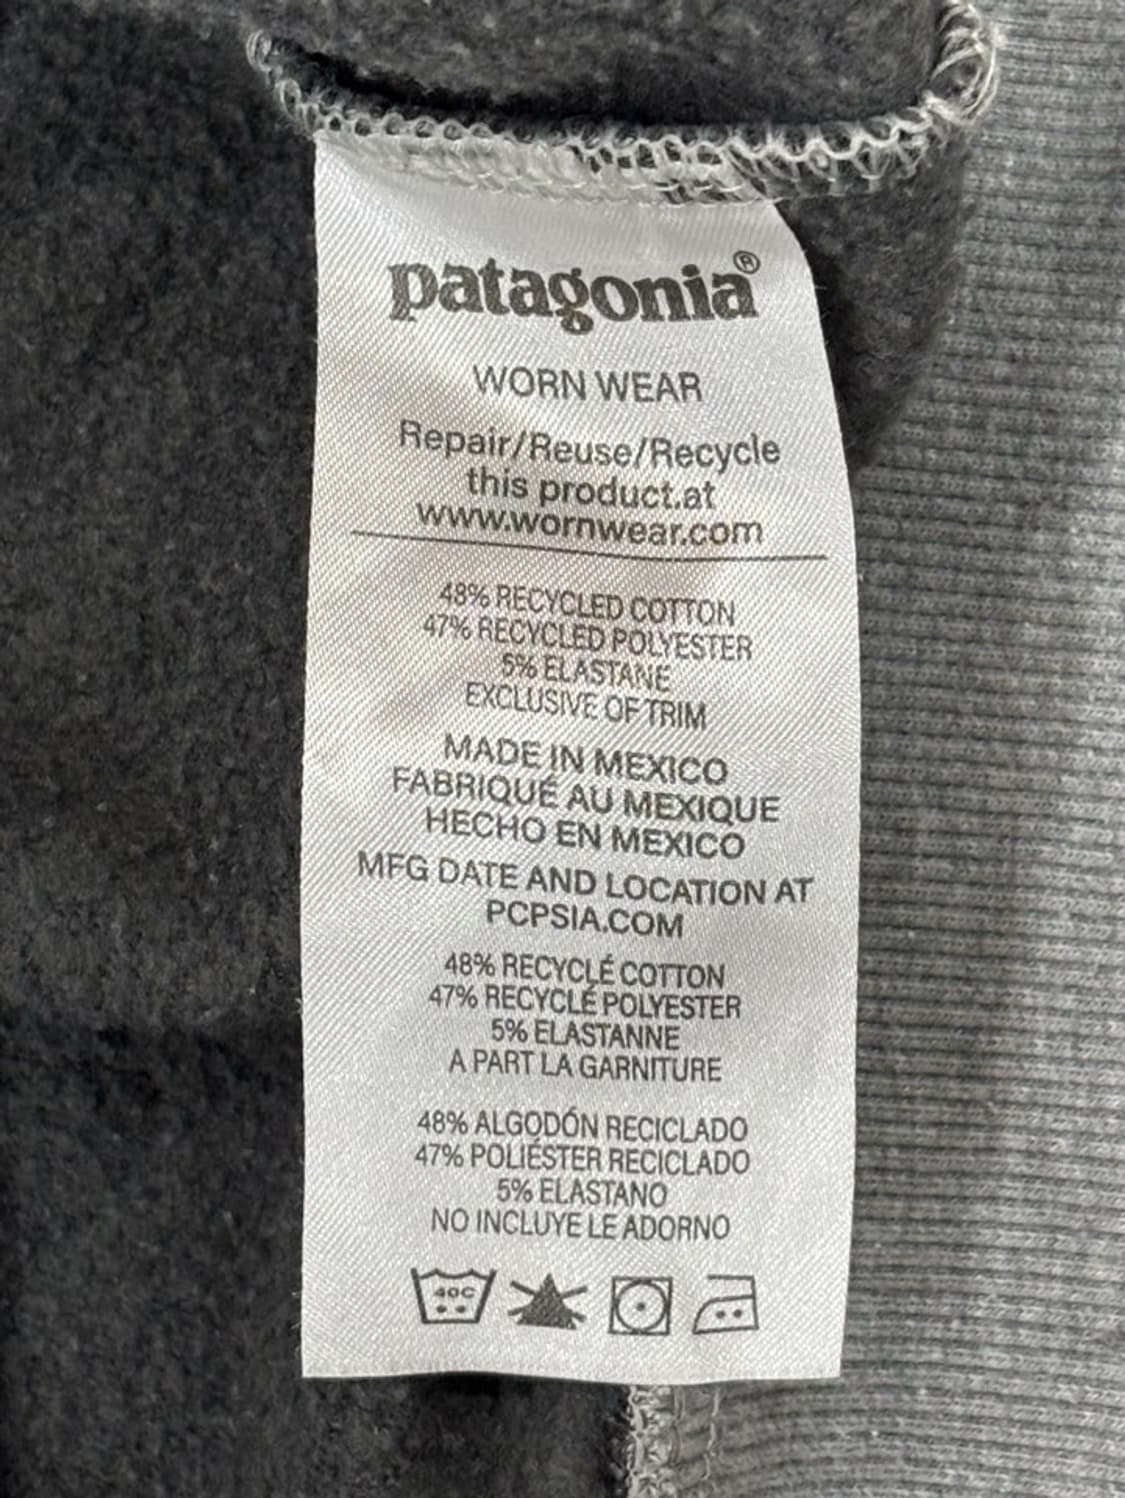 patagonia®
WORN WEAR
Repair/Reuse/Recycle
this product.at
www.wornwear.com
48% RECYCLED COTTON
47% RECYCLED POLYESTER
5% ELASTANE
EXCLUSIVE OF TRIM
MADE IN MEXICO
FABRIQUÉ AU MEXIQUE
HECHO EN MEXICO
MFG DATE AND LOCATION AT
PCPSIA.COM
48% RECYCLÉ COTTON
47% RECYCLÉ POLYESTER
5% ELASTANNE
A PART LA GARNITURE
48% ALGODÓN RECICLADO
47% POLIÉSTER RECICLADO
5% ELASTANO
NO INCLUYE LE ADORNO
40C